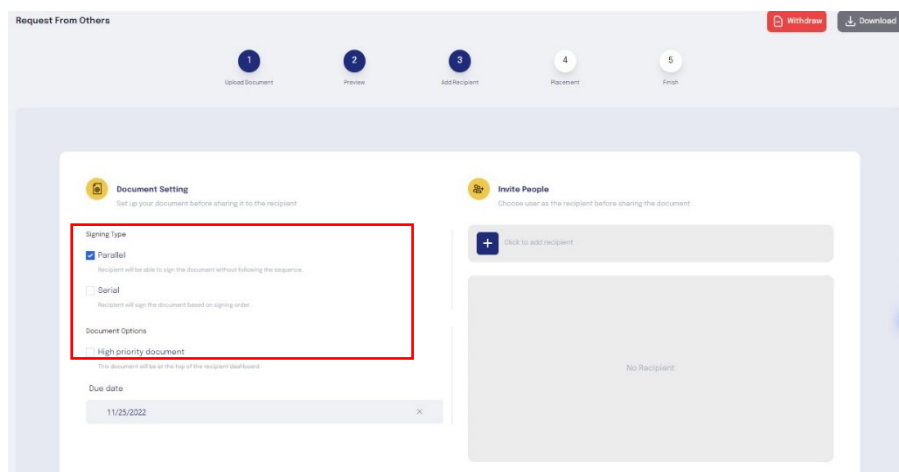 Request From Others
Withdraw
Download
1
2
3
4
5
Upload Document
Preview
Add Recipient
Placement
Finish
Document Setting
Set up your document before sharing it to the recipient
Signing Type
Parallel
Recipient will be able to sign the document without following the sequence.
Serial
Recipient will sign the document based on signing order
Document Options
High priority document
This document will be at the top of the recipient dashboard.
Due date
11/25/2022
Invite People
Choose user as the recipient before sharing the document
Click to add recipient
No Recipient